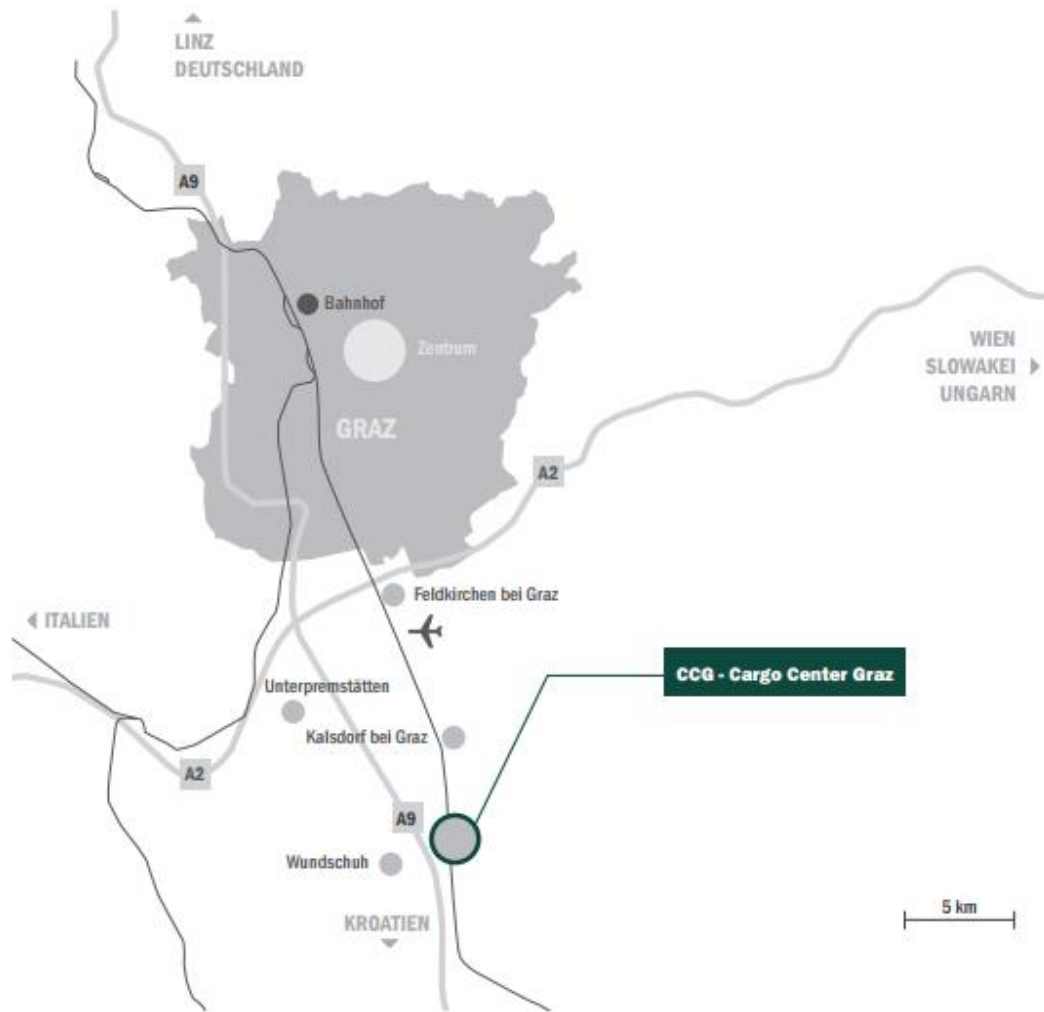 LINZ
DEUTSCHLAND
A9
Bahnhof
Zentrum
WIEN
SLOWAKEI
UNGARN
GRAZ
A2
Feldkirchen bei Graz
ITALIEN
CCG - Cargo Center Graz
Unterpremstätten
Kalsdorf bei Graz
A2
A9
Wundschuh
5 km
KROATIEN